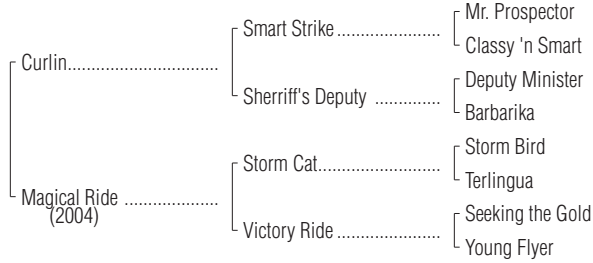 Mr. Prospector
Smart Strike ....................
Classy 'n Smart
Curlin.............................
Deputy Minister
Sherriff's Deputy .............
Barbarika
Storm Bird
Storm Cat........................
Terlingua
Magical Ride ..................
(2004)
Seeking the Gold
Victory Ride ....................
Young Flyer